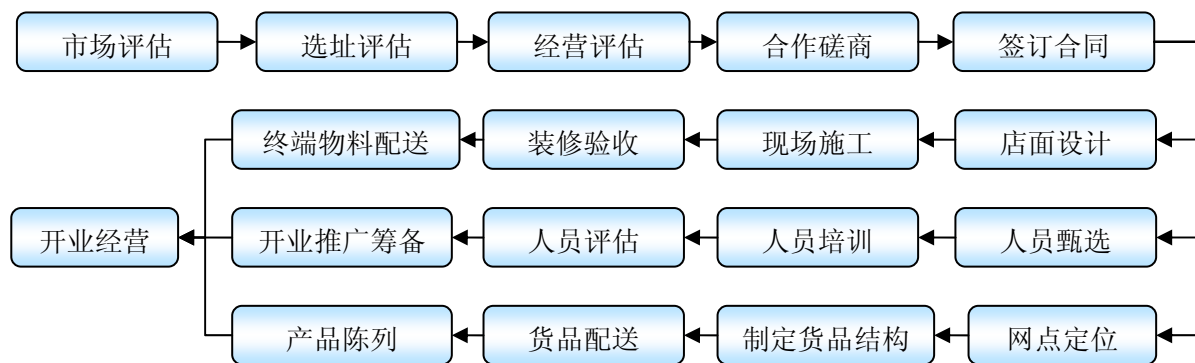 市场评估
选址评估
经营评估
合作磋商
签订合同
终端物料配送
装修验收
现场施工
店面设计
开业经营
开业推广筹备
人员评估
人员培训
人员甄选
产品陈列
货品配送
制定货品结构
网点定位